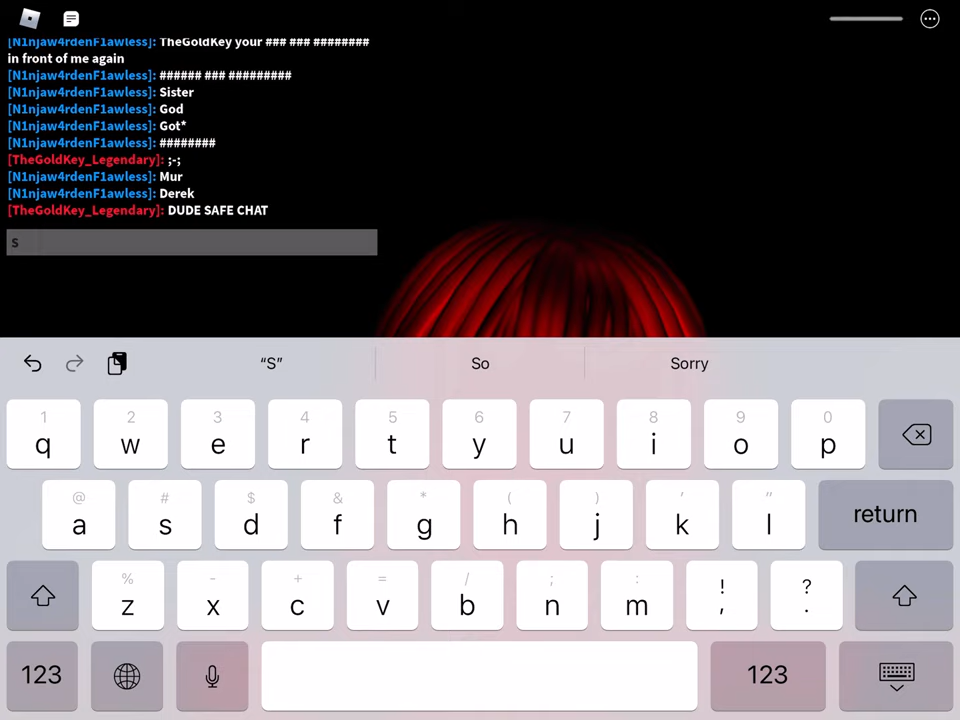 [N1njaw4rdenF1awless]: TheGoldKey your ### ### ########
in front of me again
[N1njaw4rdenF1awless]: ###### ### #########
[N1njaw4rdenF1awless]: Sister
[N1njaw4rdenF1awless]: God
[N1njaw4rdenF1awless]: Got*
[N1njaw4rdenF1awless]: ########
[TheGoldKey_Legendary]: ;-;
[N1njaw4rdenF1awless]: Mur
[N1njaw4rdenF1awless]: Derek
[TheGoldKey_Legendary]: DUDE SAFE CHAT
S
“S” So Sorry
1 2 3 4 5 6 7 8 9 0
q w e r t y u i o p
@ # $ & * ( ) ' "
a s d f g h j k l return
% - + = / ; : ! ?
z x c v b n m , .
123 123